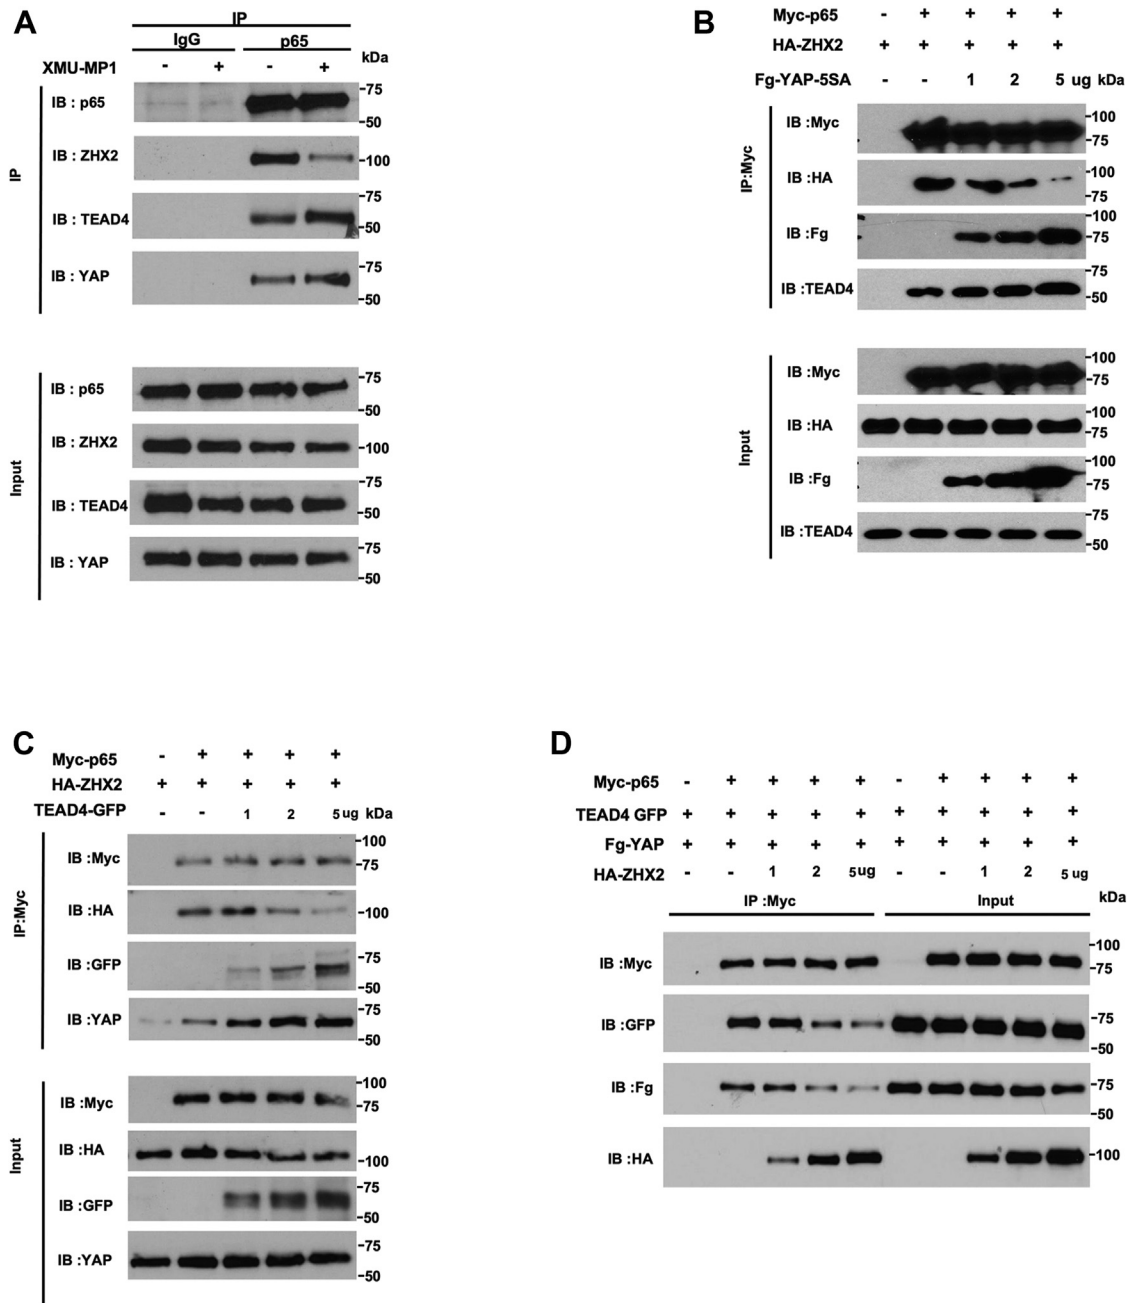 A
IP
IgG p65
kDa
XMU-MP1 - + - +
IP
IB : p65
-75
-50
IB : ZHX2
-100
IB : TEAD4
-75
-50
IB : YAP
-75
-50
Input
IB : p65
-75
-50
IB : ZHX2
-100
IB : TEAD4
-75
-50
IB : YAP
-75
-50
B
Myc-p65 - + + + +
HA-ZHX2 + + + + +
Fg-YAP-5SA - - 1 2 5 ug kDa
IP:Myc
IB :Myc
-100
-75
IB :HA
-100
-75
IB :Fg
-100
-75
IB :TEAD4
-75
-50
Input
IB :Myc
-100
-75
IB :HA
-100
-75
IB :Fg
-100
-75
IB :TEAD4
-75
-50
C
Myc-p65 - + + + +
HA-ZHX2 + + + + +
TEAD4-GFP - - 1 2 5 ug kDa
IP:Myc
IB :Myc
-100
-75
IB :HA
-100
IB :GFP
-75
-50
IB :YAP
-75
-50
Input
IB :Myc
-100
-75
IB :HA
-100
IB :GFP
-75
-50
IB :YAP
-75
-50
D
Myc-p65 - + + + + - + + + +
TEAD4 GFP + + + + + + + + + +
Fg-YAP + + + + + + + + + +
HA-ZHX2 - - 1 2 5 ug - - 1 2 5 ug
IP :Myc Input kDa
IB :Myc
-100
-75
IB :GFP
-75
-50
IB :Fg
-75
-50
IB :HA
-100